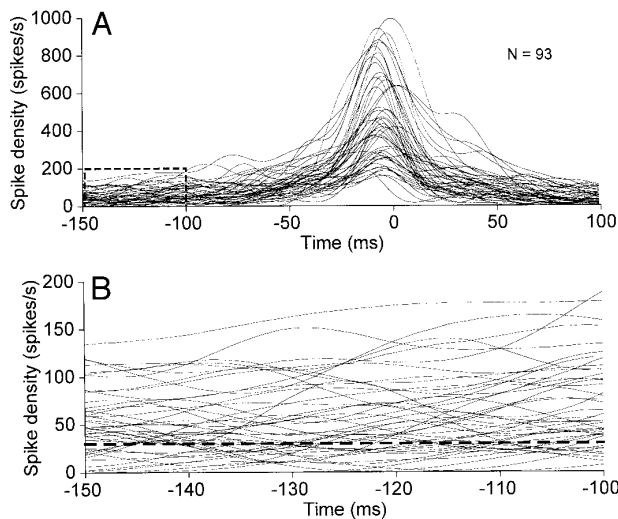 A
N = 93
Spike density (spikes/s)
1000
800
600
400
200
0
-150 -100 -50 0 50 100
Time (ms)
B
Spike density (spikes/s)
200
150
100
50
0
-150 -140 -130 -120 -110 -100
Time (ms)